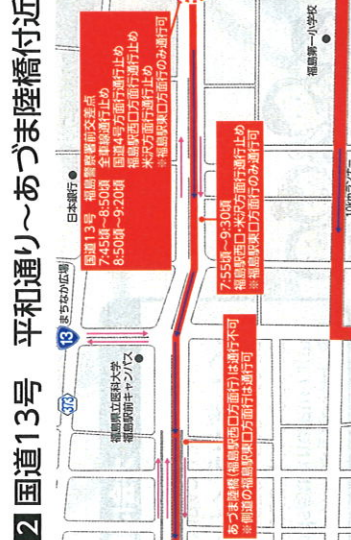 2 国道13号 平和通り～あづま陸橋付近
日本銀行
国道13号 福島警察署前交差点
7:45頃～8:50頃 全車線通行止め
8:50頃～9:20頃 国道4号方面行通行止め
福島駅西口方面行通行止め
米沢方面行通行止め
※福島駅東口方面行のみ通行可
福島第一小学校
13
まちなか広場
373
福島県立医科大学
福島駅前キャンパス
7:55頃～9:30頃
福島駅西口・米沢方面行通行止め
※福島駅東口方面行のみ通行可
あづま陸橋(福島駅西口方面行)は通行不可
※側道の福島駅東口方面行は通行可